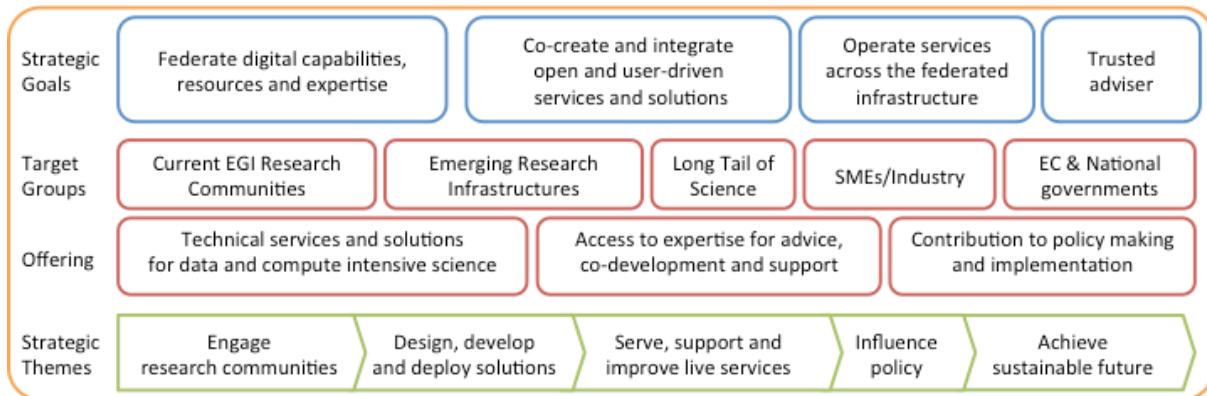 Strategic
Goals
Federate digital capabilities,
resources and expertise
Co-create and integrate
open and user-driven
services and solutions
Operate services
across the federated
infrastructure
Trusted
adviser
Target
Groups
Current EGI Research
Communities
Emerging Research
Infrastructures
Long Tail of
Science
SMEs/Industry
EC & National
governments
Offering
Technical services and solutions
for data and compute intensive science
Access to expertise for advice,
co-development and support
Contribution to policy making
and implementation
Strategic
Themes
Engage
research communities
Design, develop
and deploy solutions
Serve, support and
improve live services
Influence
policy
Achieve
sustainable future